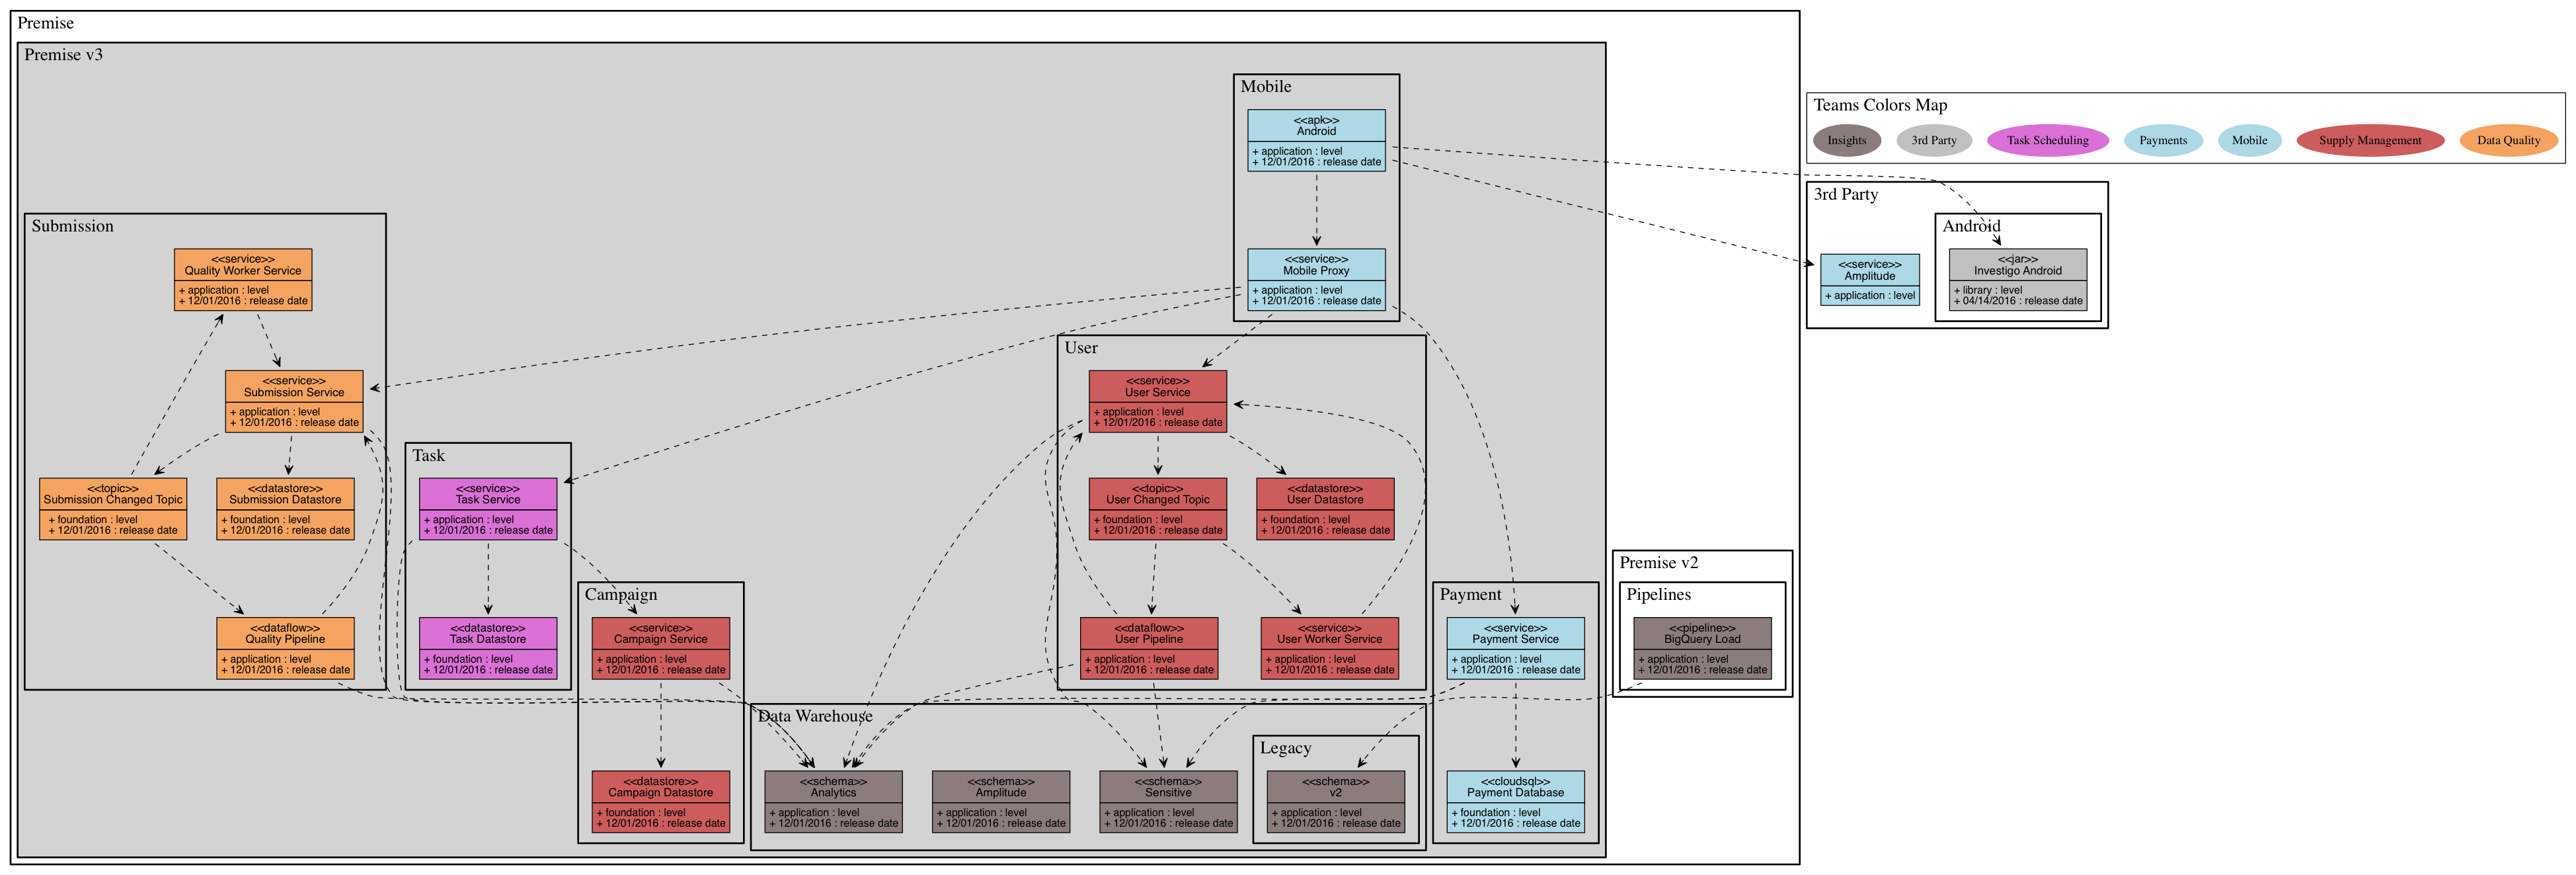 Premise
Premise v3
Mobile
<<apk>>
Android
+ application : level
+ 12/01/2016 : release date
<<service>>
Mobile Proxy
+ application : level
+ 12/01/2016 : release date
Submission
<<service>>
Quality Worker Service
+ application : level
+ 12/01/2016 : release date
<<service>>
Submission Service
+ application : level
+ 12/01/2016 : release date
<<topic>>
Submission Changed Topic
+ foundation : level
+ 12/01/2016 : release date
<<datastore>>
Submission Datastore
+ foundation : level
+ 12/01/2016 : release date
<<dataflow>>
Quality Pipeline
+ application : level
+ 12/01/2016 : release date
Task
<<service>>
Task Service
+ application : level
+ 12/01/2016 : release date
<<datastore>>
Task Datastore
+ foundation : level
+ 12/01/2016 : release date
Campaign
<<service>>
Campaign Service
+ application : level
+ 12/01/2016 : release date
<<datastore>>
Campaign Datastore
+ foundation : level
+ 12/01/2016 : release date
User
<<service>>
User Service
+ application : level
+ 12/01/2016 : release date
<<topic>>
User Changed Topic
+ foundation : level
+ 12/01/2016 : release date
<<datastore>>
User Datastore
+ foundation : level
+ 12/01/2016 : release date
<<dataflow>>
User Pipeline
+ application : level
+ 12/01/2016 : release date
<<service>>
User Worker Service
+ application : level
+ 12/01/2016 : release date
Data Warehouse
<<schema>>
Analytics
+ application : level
+ 12/01/2016 : release date
<<schema>>
Amplitude
+ application : level
+ 12/01/2016 : release date
<<schema>>
Sensitive
+ application : level
+ 12/01/2016 : release date
Legacy
<<schema>>
v2
+ application : level
+ 12/01/2016 : release date
Payment
<<service>>
Payment Service
+ application : level
+ 12/01/2016 : release date
<<cloudsql>>
Payment Database
+ foundation : level
+ 12/01/2016 : release date
Premise v2
Pipelines
<<pipeline>>
BigQuery Load
+ application : level
+ 12/01/2016 : release date
Teams Colors Map
Insights
3rd Party
Task Scheduling
Payments
Mobile
Supply Management
Data Quality
3rd Party
<<service>>
Amplitude
+ application : level
Android
<<jar>>
Investigo Android
+ library : level
+ 04/14/2016 : release date